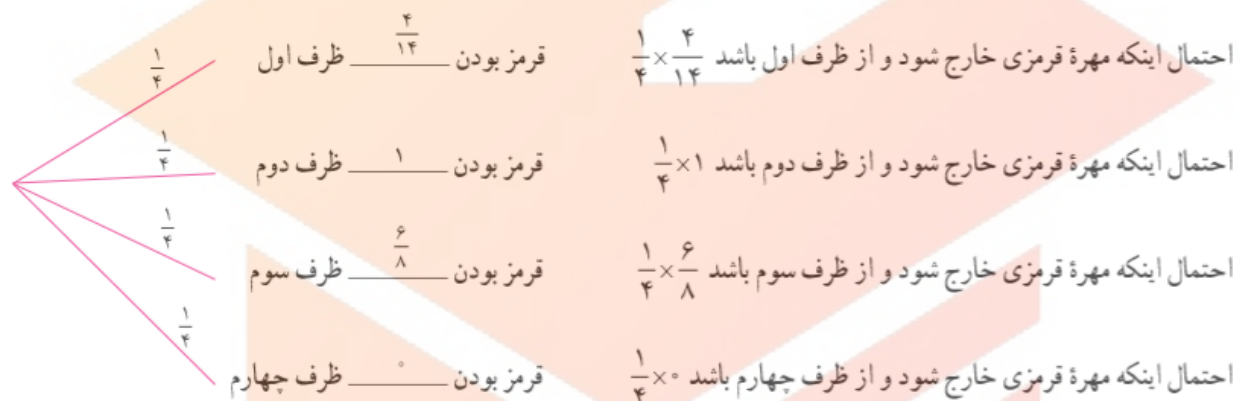 ۱/۴ ظرف اول ۴/۱۴ قرمز بودن احتمال اینکه مهرهٔ قرمزی خارج شود و از ظرف اول باشد ۱/۴×۴/۱۴
۱/۴ ظرف دوم ۱ قرمز بودن احتمال اینکه مهرهٔ قرمزی خارج شود و از ظرف دوم باشد ۱/۴×۱
۱/۴ ظرف سوم ۶/۸ قرمز بودن احتمال اینکه مهرهٔ قرمزی خارج شود و از ظرف سوم باشد ۱/۴×۶/۸
۱/۴ ظرف چهارم ۰ قرمز بودن احتمال اینکه مهرهٔ قرمزی خارج شود و از ظرف چهارم باشد ۱/۴×۰